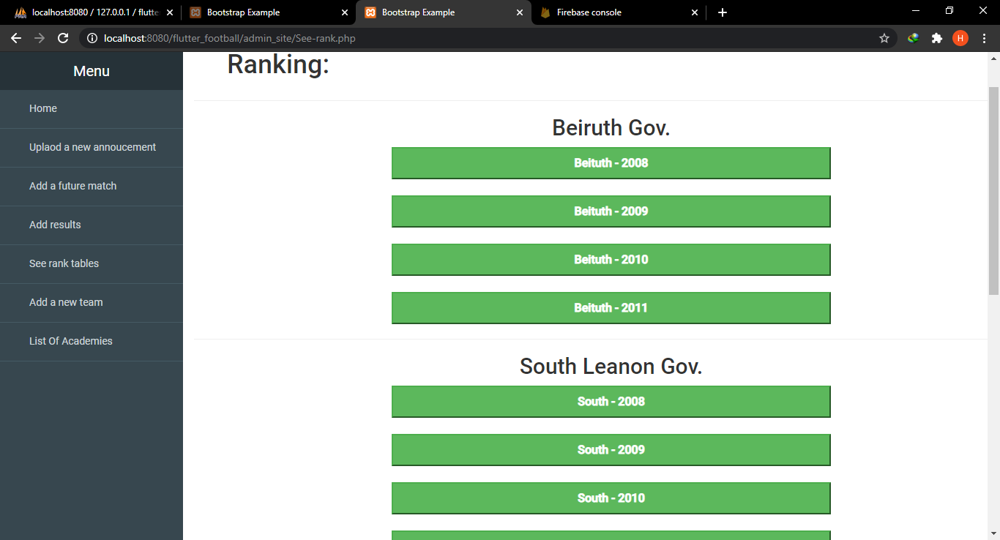 localhost:8080 / 127.0.0.1 / flutte
Bootstrap Example
Bootstrap Example
Firebase console
localhost:8080/flutter_football/admin_site/See-rank.php
H
Menu
Home
Uplaod a new annoucement
Add a future match
Add results
See rank tables
Add a new team
List Of Academies
Ranking:
Beiruth Gov.
Beituth - 2008
Beituth - 2009
Beituth - 2010
Beituth - 2011
South Leanon Gov.
South - 2008
South - 2009
South - 2010